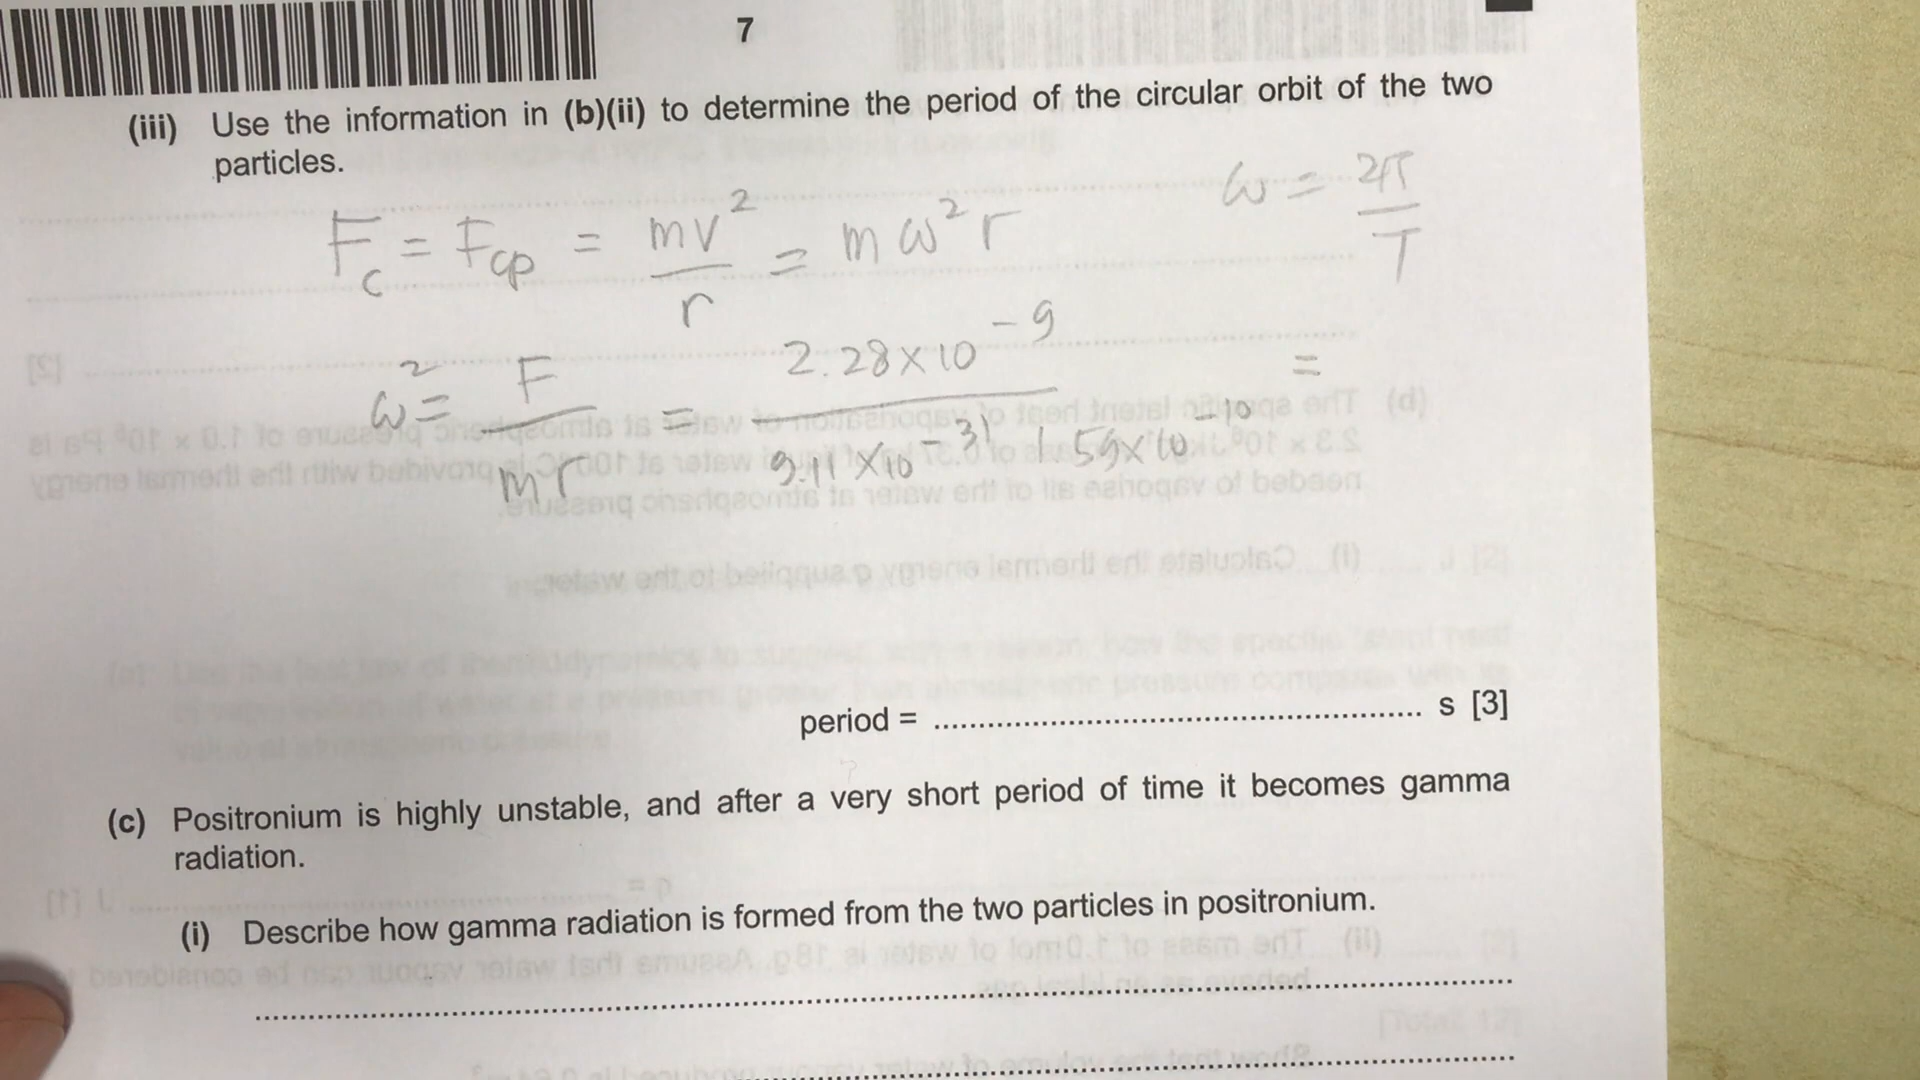 7
(iii) Use the information in (b)(ii) to determine the period of the circular orbit of the two
particles.
ω = 2π / T
F_c = F_cp = mv² / r = mω²r
ω² = F / mr = 2.28×10⁻⁹ / 9.11×10⁻³¹ 1.59×10⁻¹⁰ =
period = ........................................ s [3]
(c) Positronium is highly unstable, and after a very short period of time it becomes gamma
radiation.
(i) Describe how gamma radiation is formed from the two particles in positronium.